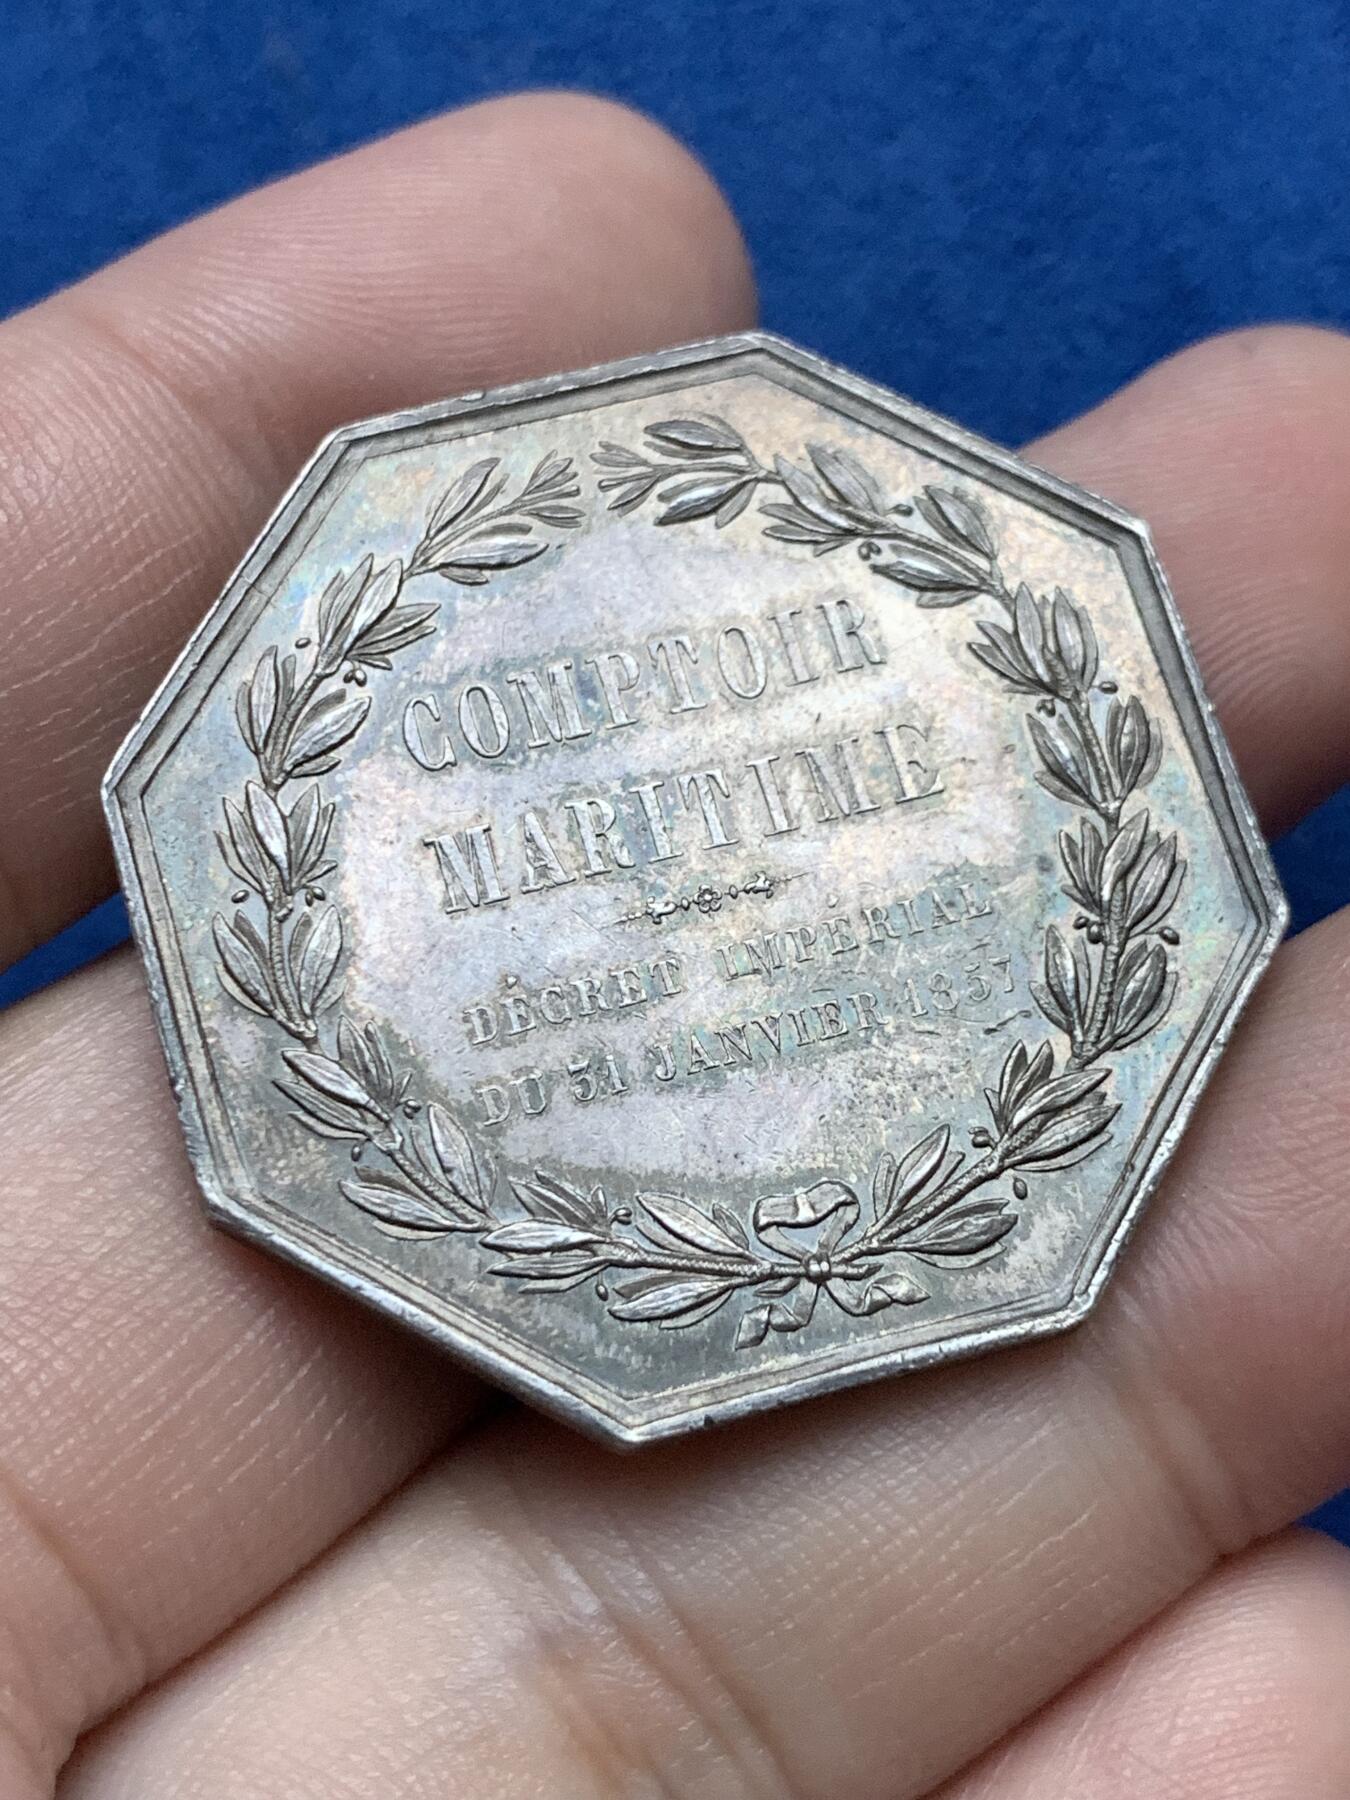 COMPTOIR
MARITIME
DÉCRET IMPÉRIAL
DU 31 JANVIER 1857